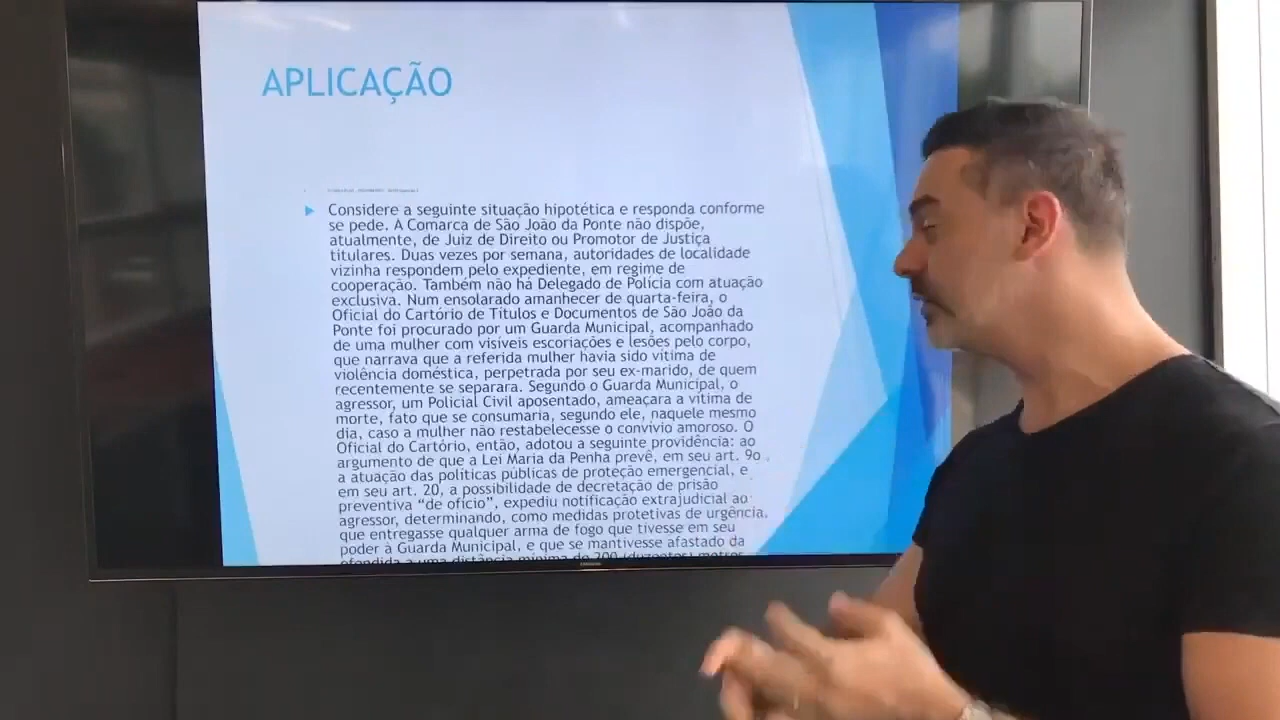 APLICAÇÃO
Considere a seguinte situação hipotética e responda conforme
se pede. A Comarca de São João da Ponte não dispõe,
atualmente, de Juiz de Direito ou Promotor de Justiça
titulares. Duas vezes por semana, autoridades de localidade
vizinha respondem pelo expediente, em regime de
cooperação. Também não há Delegado de Polícia com atuação
exclusiva. Num ensolarado amanhecer de quarta-feira, o
Oficial do Cartório de Títulos e Documentos de São João da
Ponte foi procurado por um Guarda Municipal, acompanhado
de uma mulher com visíveis escoriações e lesões pelo corpo,
que narrava que a referida mulher havia sido vítima de
violência doméstica, perpetrada por seu ex-marido, de quem
recentemente se separara. Segundo o Guarda Municipal, o
agressor, um Policial Civil aposentado, ameaçara a vítima de
morte, fato que se consumaria, segundo ele, naquele mesmo
dia, caso a mulher não restabelecesse o convívio amoroso. O
Oficial do Cartório, então, adotou a seguinte providência: ao
argumento de que a Lei Maria da Penha prevê, em seu art. 9o ,
a atuação das políticas públicas de proteção emergencial, e
em seu art. 20, a possibilidade de decretação de prisão
preventiva “de ofício”, expediu notificação extrajudicial ao
agressor, determinando, como medidas protetivas de urgência,
que entregasse qualquer arma de fogo que tivesse em seu
poder à Guarda Municipal, e que se mantivesse afastado da
ofendida a uma distância mínima de 200 (duzentos) metros